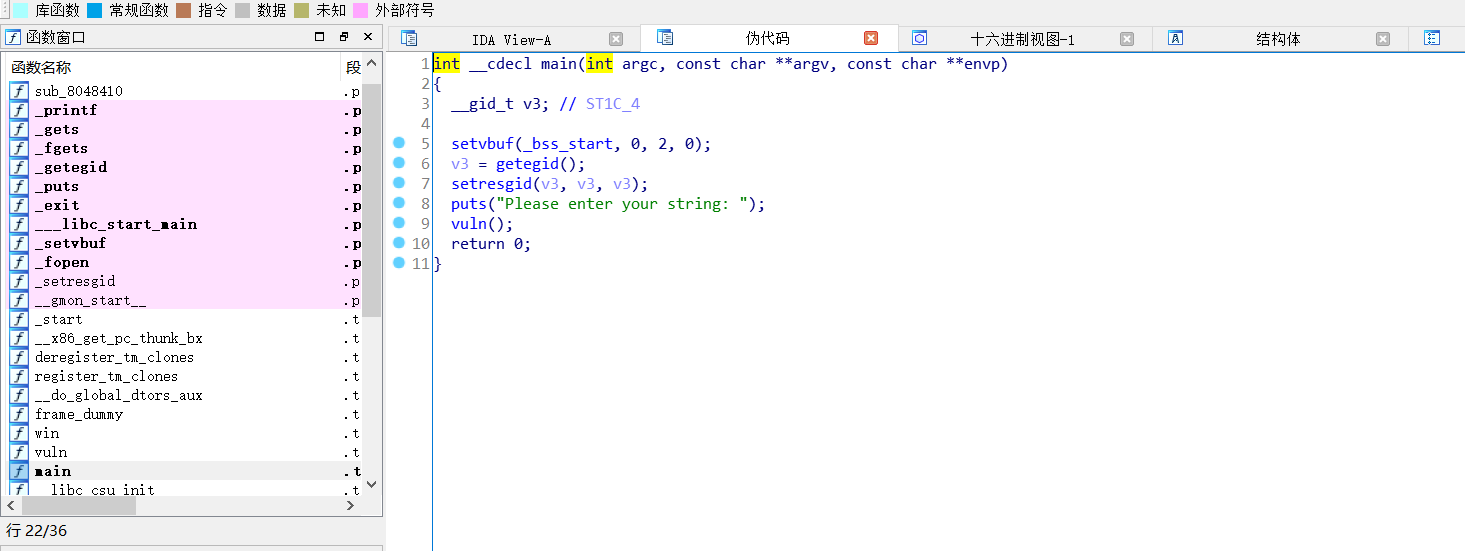 库函数 常规函数 指令 数据 未知 外部符号
函数窗口
函数名称 段
sub_8048410 .p
_printf .p
_gets .p
_fgets .p
_getegid .p
_puts .p
_exit .p
___libc_start_main .p
_setvbuf .p
_fopen .p
_setresgid .p
__gmon_start__ .p
_start .t
__x86_get_pc_thunk_bx .t
deregister_tm_clones .t
register_tm_clones .t
__do_global_dtors_aux .t
frame_dummy .t
win .t
vuln .t
main .t
__libc_csu_init .t
行 22/36
IDA View-A 伪代码 十六进制视图-1 结构体
1 int __cdecl main(int argc, const char **argv, const char **envp)
2 {
3 __gid_t v3; // ST1C_4
4
5 setvbuf(_bss_start, 0, 2, 0);
6 v3 = getegid();
7 setresgid(v3, v3, v3);
8 puts("Please enter your string: ");
9 vuln();
10 return 0;
11 }